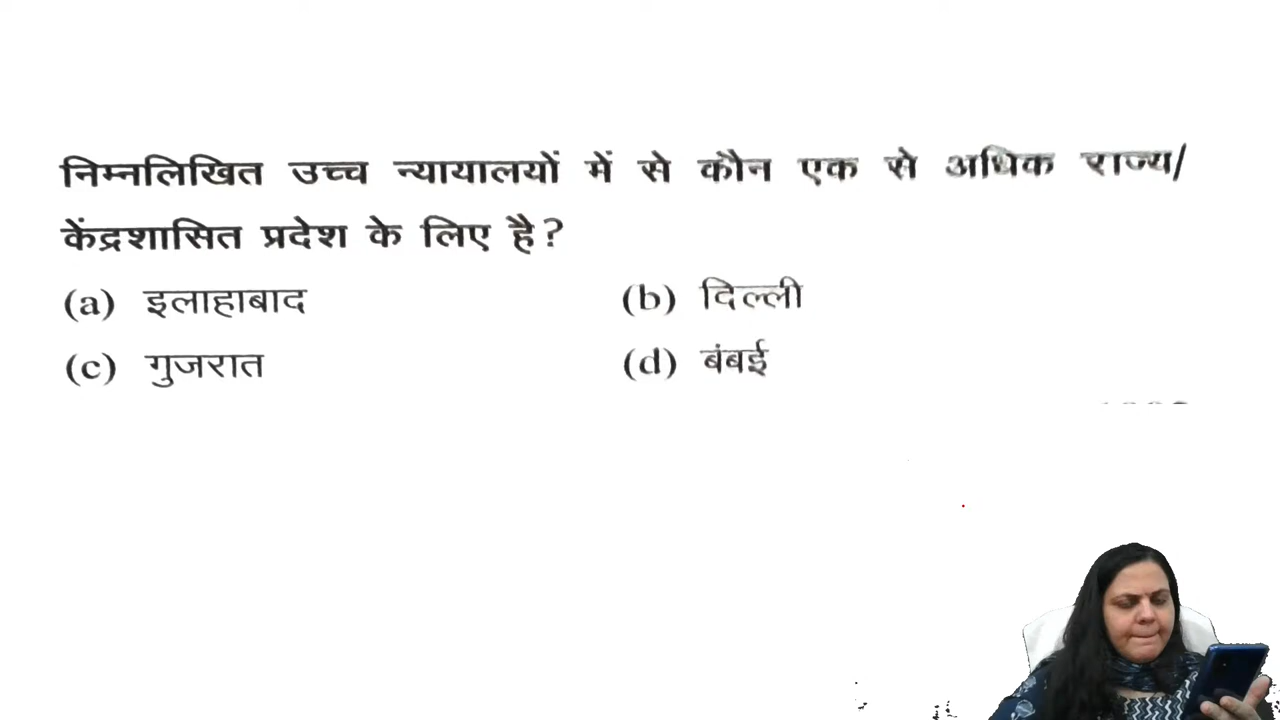 निम्नलिखित उच्च न्यायालयों में से कौन एक से अधिक राज्य/
केंद्रशासित प्रदेश के लिए है?
(a) इलाहाबाद (b) दिल्ली
(c) गुजरात (d) बंबई